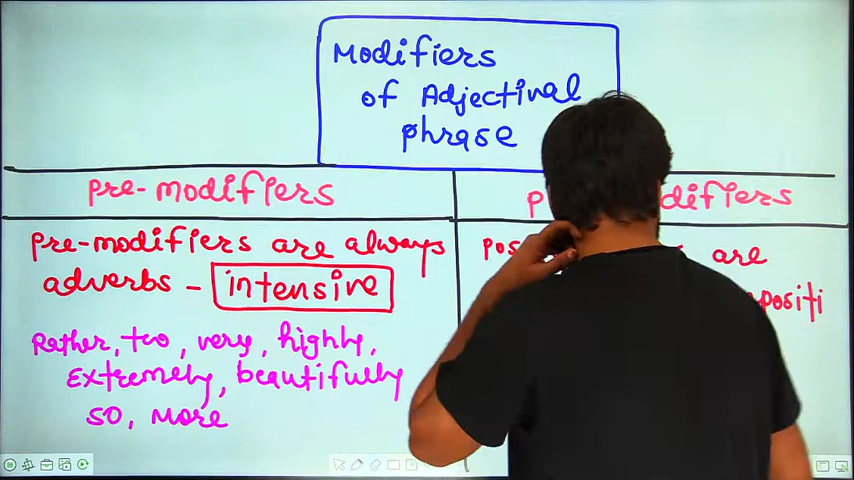 Modifiers
of Adjectival
phrase
Pre-modifiers
Pre-modifiers are always
adverbs - intensive
Rather, too, very, highly,
Extremely, beautifully
so, more
are